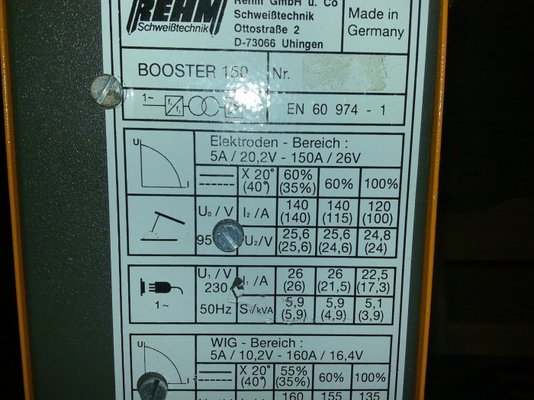 REHM
Schweißtechnik
Rehm GmbH u. Co
Schweißtechnik
Ottostraße 2
D-73066 Uhingen
Made in
Germany
BOOSTER 150
Nr.
1~
EN 60 974 - 1
Elektroden - Bereich :
5A / 20,2V - 150A / 26V
U
I
X 20°
(40°)
60%
(35%)
60%
100%
U₀/V
95
I₂/A
140
(140)
140
(115)
120
(100)
U₂/V
25,6
(25,6)
25,6
(24,6)
24,8
(24)
1~
U₁/V
230
50Hz
I₁/A
26
(26)
26
(21,5)
22,5
(17,3)
S₁/kVA
5,9
(5,9)
5,9
(4,9)
5,1
(3,9)
WIG - Bereich :
5A / 10,2V - 160A / 16,4V
U
I
X 20°
(40°)
55%
(35%)
60%
100%
160
155
135